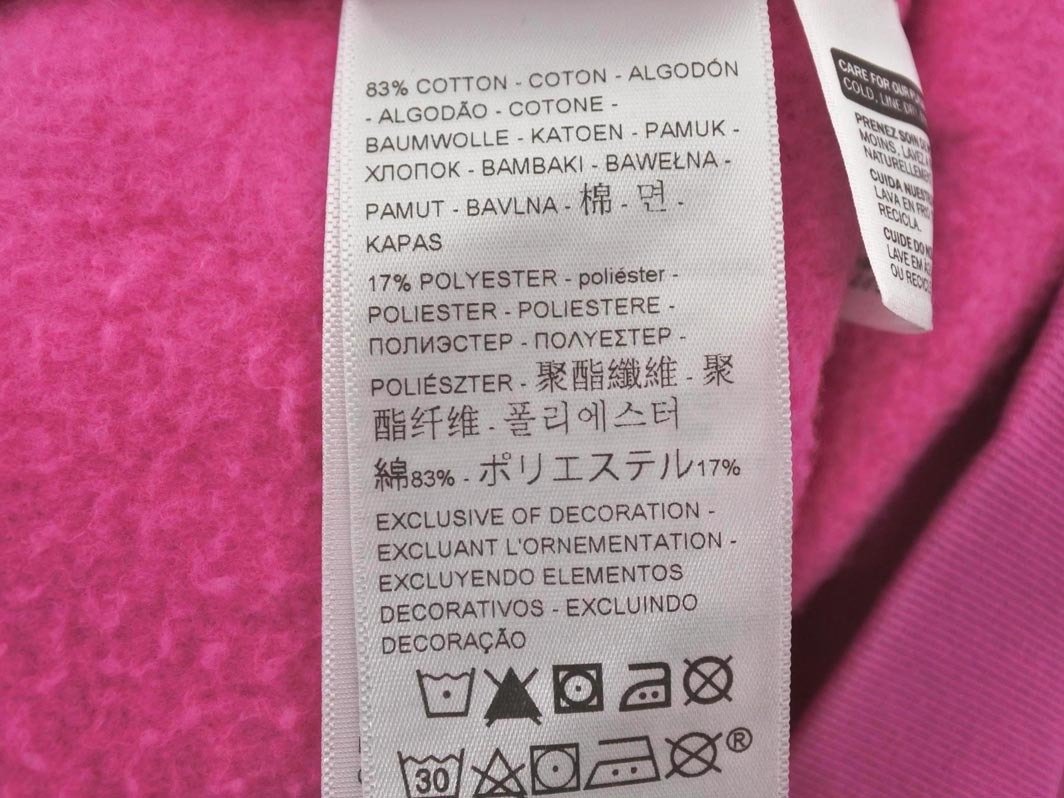 83% COTTON - COTON - ALGODÓN
- ALGODÃO - COTONE -
BAUMWOLLE - KATOEN - PAMUK -
ХЛОПОК - BAMBAKI - BAWEŁNA -
PAMUT - BAVLNA - 棉 - 면 -
KAPAS
17% POLYESTER - poliéster -
POLIESTER - POLIESTERE -
ПОЛИЭСТЕР - ΠΟΛΥΕΣΤΕΡ -
POLIÉSZTER - 聚酯纖維 - 聚
酯纤维 - 폴리에스터
綿83% - ポリエステル17%
EXCLUSIVE OF DECORATION -
EXCLUANT L'ORNEMENTATION -
EXCLUYENDO ELEMENTOS
DECORATIVOS - EXCLUINDO
DECORAÇÃO
®
30
CARE FOR OUR
COLD, LINE
PRENEZ SOIN
MOINS, LAVEZ
NATURELLEMENT
CUIDA
LAVA EN
RECICLA.
CUIDE DO
LAVE EM
OU